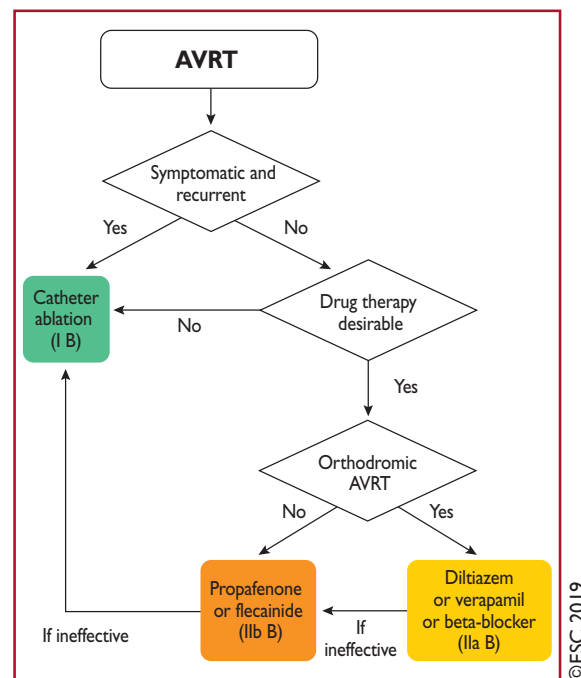 AVRT
Symptomatic and
recurrent
Yes
No
Catheter
ablation
(I B)
Drug therapy
desirable
No
Yes
Orthodromic
AVRT
No
Yes
Propafenone
or flecainide
(IIb B)
Diltiazem
or verapamil
or beta-blocker
(IIa B)
If ineffective
If
ineffective
©ESC 2019